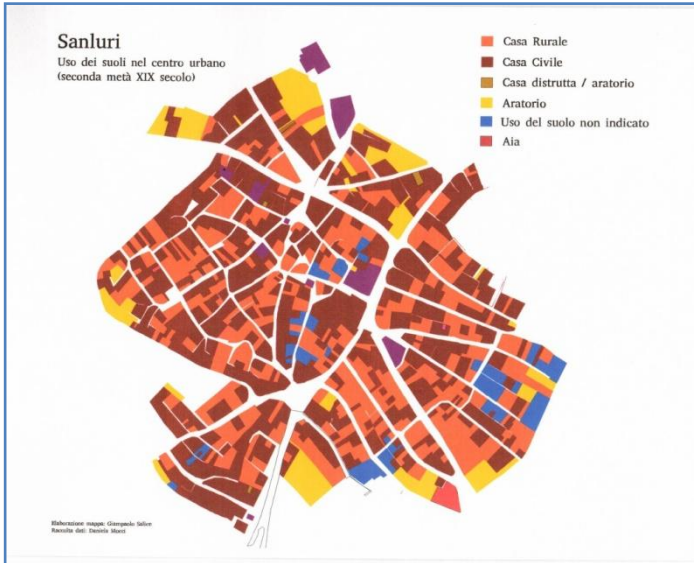 Sanluri
Uso dei suoli nel centro urbano
(seconda metà XIX secolo)
Casa Rurale
Casa Civile
Casa distrutta / aratorio
Aratorio
Uso del suolo non indicato
Aia
Elaborazione mappa: Giampaolo Salice
Raccolta dati: Daniela Mocci